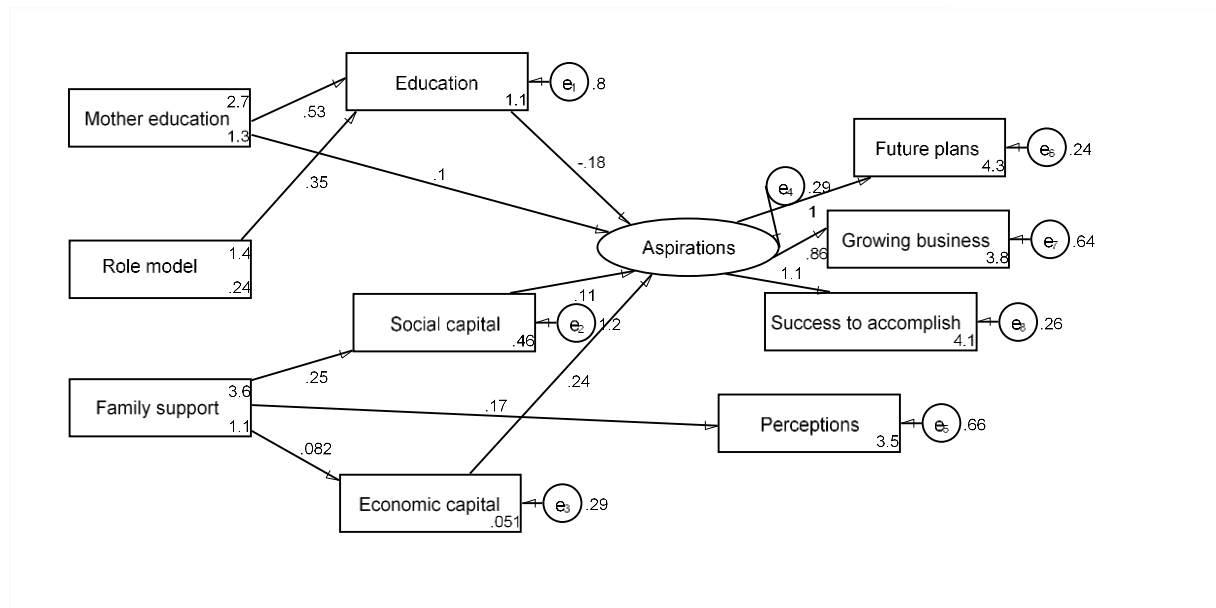 Education
1.1
e1
.8
Mother education
2.7
1.3
.53
.35
.1
-.18
Future plans
4.3
e6
.24
e4
.29
1
Role model
1.4
.24
Aspirations
Growing business
3.8
e7
.64
.86
1.1
Social capital
.46
e2
1.2
.11
Success to accomplish
4.1
e8
.26
.25
Family support
3.6
1.1
.24
.17
Perceptions
3.5
e5
.66
.082
Economic capital
.051
e3
.29